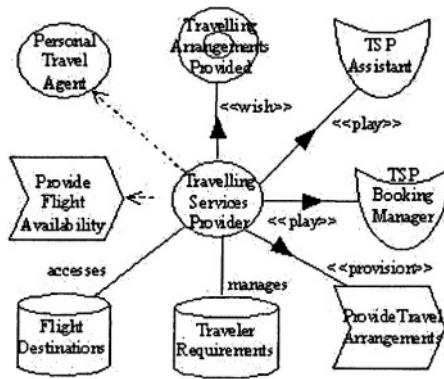 Personal
Travel
Agent
Travelling
Arrangements
Provided
TSP
Assistant
<<wish>>
<<play>>
Provide
Flight
Availability
Travelling
Services
Provider
TSP
Booking
Manager
<<play>>
accesses
manages
<<provision>>
Flight
Destinations
Traveler
Requirements
Provide Travel
Arrangements